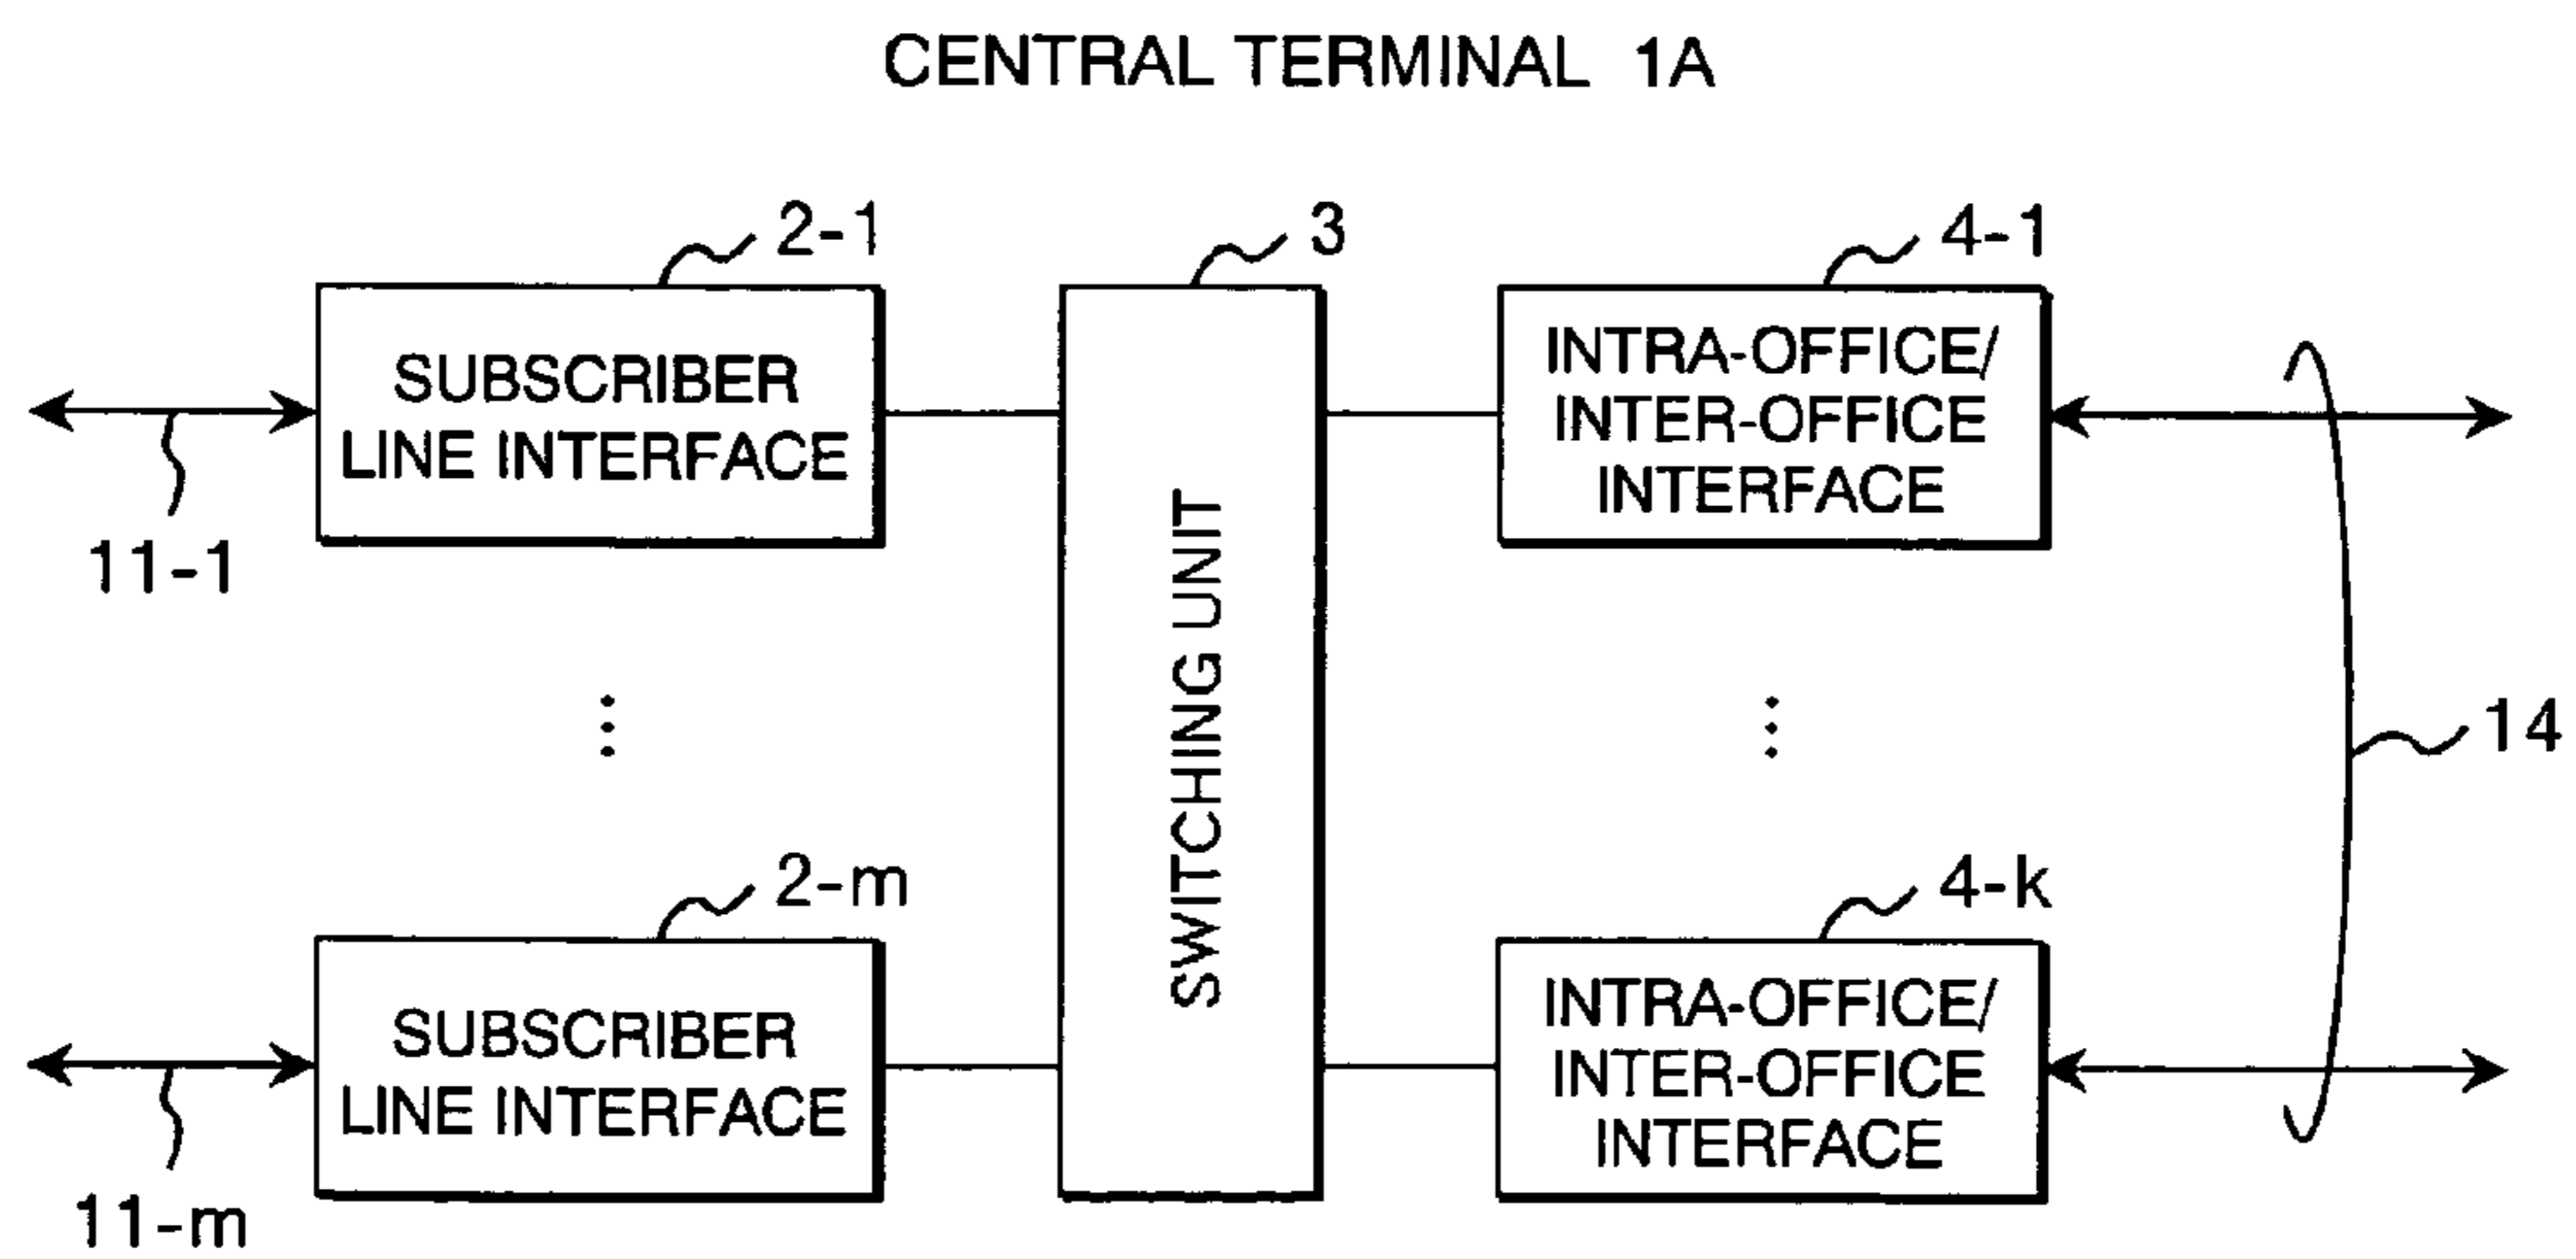 CENTRAL TERMINAL 1A
2-1
3
4-1
SUBSCRIBER
LINE INTERFACE
INTRA-OFFICE/
INTER-OFFICE
INTERFACE
11-1
SWITCHING UNIT
14
2-m
4-k
SUBSCRIBER
LINE INTERFACE
INTRA-OFFICE/
INTER-OFFICE
INTERFACE
11-m